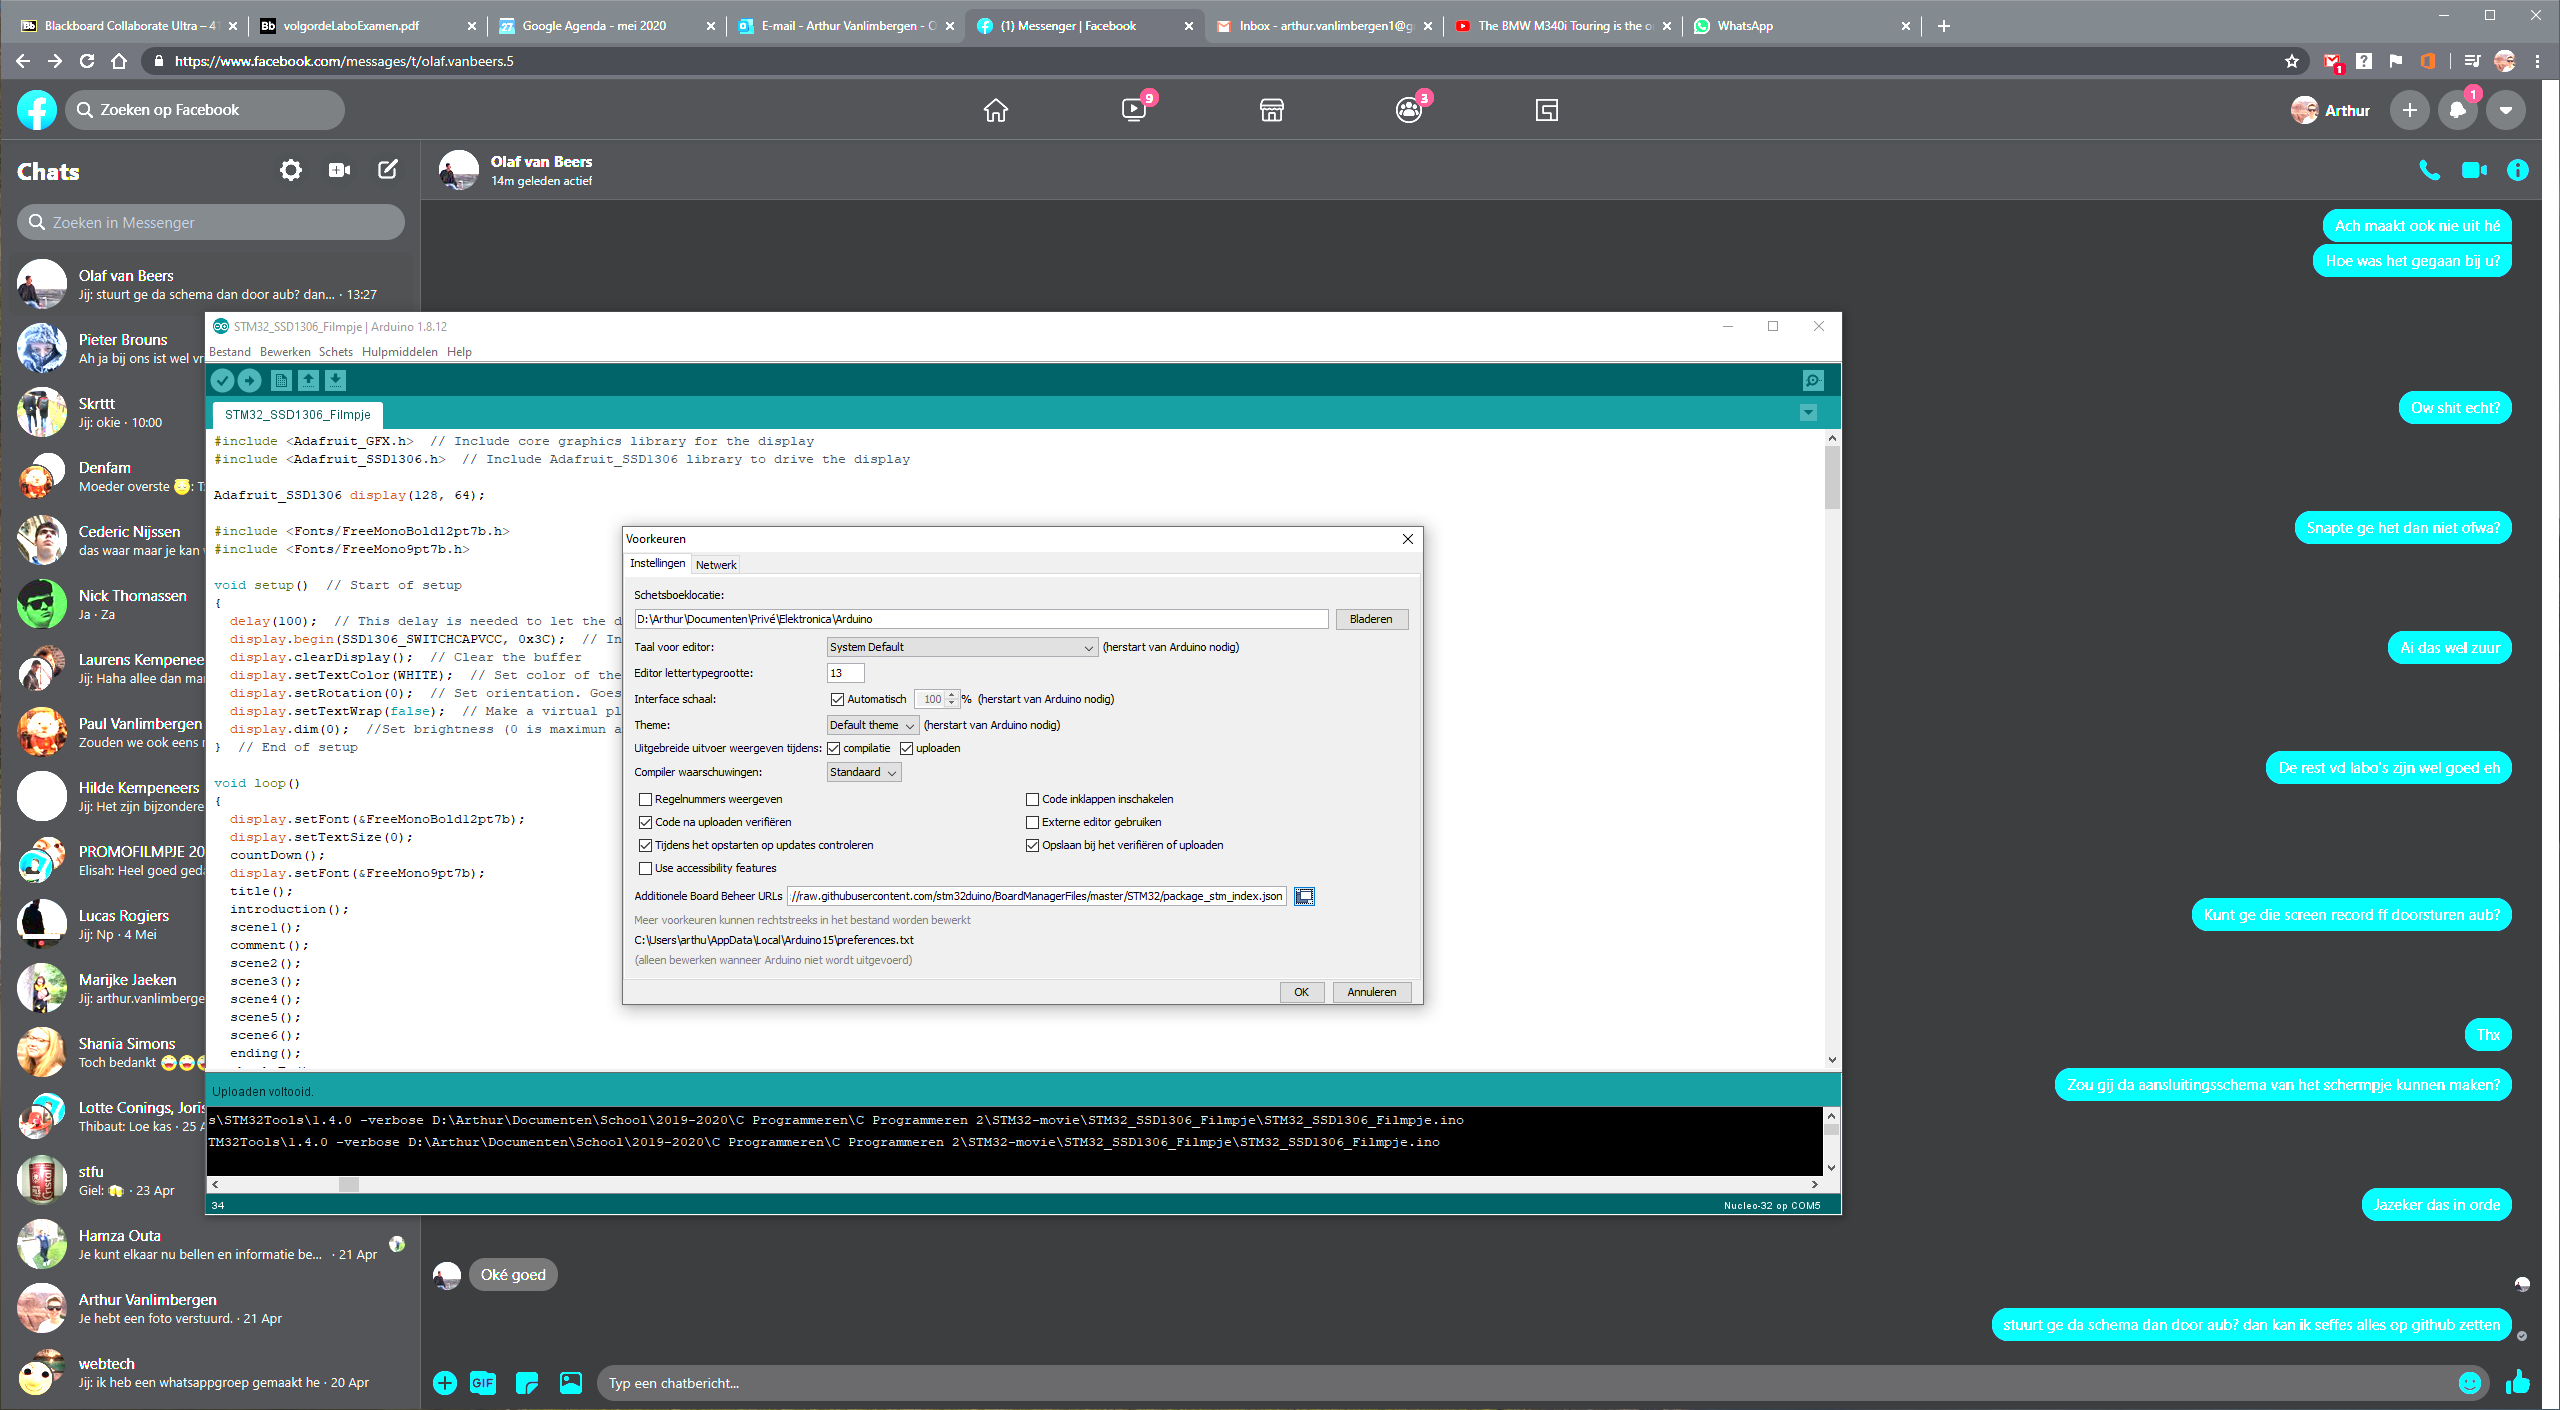 Blackboard Collaborate Ultra – 41
volgordeLaboExamen.pdf
Google Agenda - mei 2020
E-mail - Arthur Vanlimbergen - O
(1) Messenger | Facebook
Inbox - arthur.vanlimbergen1@g
The BMW M340i Touring is the o
WhatsApp
https://www.facebook.com/messages/t/olaf.vanbeers.5
Zoeken op Facebook
9
3
Arthur
1
Chats
Zoeken in Messenger
Olaf van Beers
Jij: stuurt ge da schema dan door aub? dan... · 13:27
Pieter Brouns
Ah ja bij ons ist wel vri
Skrttt
Jij: okie · 10:00
Denfam
Moeder overste 😇: T
Cederic Nijssen
das waar maar je kan
Nick Thomassen
Ja · Za
Laurens Kempenee
Jij: Haha allee dan ma
Paul Vanlimbergen
Zouden we ook eens
Hilde Kempeneers
Jij: Het zijn bijzondere
PROMOFILMPJE 20
Elisah: Heel goed ged
Lucas Rogiers
Jij: Np · 4 Mei
Marijke Jaeken
Jij: arthur.vanlimberge
Shania Simons
Toch bedankt 😂😂
Lotte Conings, Joris
Thibaut: Loe kas · 25 A
stfu
Giel: 🍻 · 23 Apr
Hamza Outa
Je kunt elkaar nu bellen en informatie be... · 21 Apr
Arthur Vanlimbergen
Je hebt een foto verstuurd. · 21 Apr
webtech
Jij: ik heb een whatsappgroep gemaakt he · 20 Apr
Olaf van Beers
14m geleden actief
Ach maakt ook nie uit hé
Hoe was het gegaan bij u?
Ow shit echt?
Snapte ge het dan niet ofwa?
Ai das wel zuur
De rest vd labo's zijn wel goed eh
Kunt ge die screen record ff doorsturen aub?
Thx
Zou gij da aansluitingsschema van het schermpje kunnen maken?
Jazeker das in orde
Oké goed
stuurt ge da schema dan door aub? dan kan ik seffes alles op github zetten
GIF
Typ een chatbericht...
STM32_SSD1306_Filmpje | Arduino 1.8.12
Bestand Bewerken Schets Hulpmiddelen Help
STM32_SSD1306_Filmpje
#include <Adafruit_GFX.h>  // Include core graphics library for the display
#include <Adafruit_SSD1306.h>  // Include Adafruit_SSD1306 library to drive the display
Adafruit_SSD1306 display(128, 64);
#include <Fonts/FreeMonoBold12pt7b.h>
#include <Fonts/FreeMono9pt7b.h>
void setup()  // Start of setup
{
delay(100);  // This delay is needed to let the d
display.begin(SSD1306_SWITCHCAPVCC, 0x3C);  // In
display.clearDisplay();  // Clear the buffer
display.setTextColor(WHITE);  // Set color of the
display.setRotation(0);  // Set orientation. Goes
display.setTextWrap(false);  // Make a virtual pl
display.dim(0);  //Set brightness (0 is maximun a
}  // End of setup
void loop()
{
display.setFont(&FreeMonoBold12pt7b);
display.setTextSize(0);
countDown();
display.setFont(&FreeMono9pt7b);
title();
introduction();
scene1();
comment();
scene2();
scene3();
scene4();
scene5();
scene6();
ending();
Uploaden voltooid.
s\STM32Tools\1.4.0 -verbose D:\Arthur\Documenten\School\2019-2020\C Programmeren\C Programmeren 2\STM32-movie\STM32_SSD1306_Filmpje\STM32_SSD1306_Filmpje.ino
TM32Tools\1.4.0 -verbose D:\Arthur\Documenten\School\2019-2020\C Programmeren\C Programmeren 2\STM32-movie\STM32_SSD1306_Filmpje\STM32_SSD1306_Filmpje.ino
34
Nucleo-32 op COM5
Voorkeuren
Instellingen Netwerk
Schetsboeklocatie:
D:\Arthur\Documenten\Privé\Elektronica\Arduino
Bladeren
Taal voor editor: System Default (herstart van Arduino nodig)
Editor lettertypegrootte: 13
Interface schaal: Automatisch 100 % (herstart van Arduino nodig)
Theme: Default theme (herstart van Arduino nodig)
Uitgebreide uitvoer weergeven tijdens: compilatie uploaden
Compiler waarschuwingen: Standaard
Regelnummers weergeven Code inklappen inschakelen
Code na uploaden verifiëren Externe editor gebruiken
Tijdens het opstarten op updates controleren Opslaan bij het verifiëren of uploaden
Use accessibility features
Additionele Board Beheer URLs ://raw.githubusercontent.com/stm32duino/BoardManagerFiles/master/STM32/package_stm_index.json
Meer voorkeuren kunnen rechtstreeks in het bestand worden bewerkt
C:\Users\arthu\AppData\Local\Arduino15\preferences.txt
(alleen bewerken wanneer Arduino niet wordt uitgevoerd)
OK Annuleren